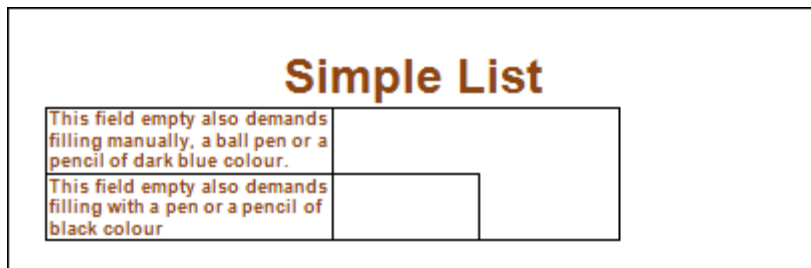 Simple List
This field empty also demands
filling manually, a ball pen or a
pencil of dark blue colour.
This field empty also demands
filling with a pen or a pencil of
black colour